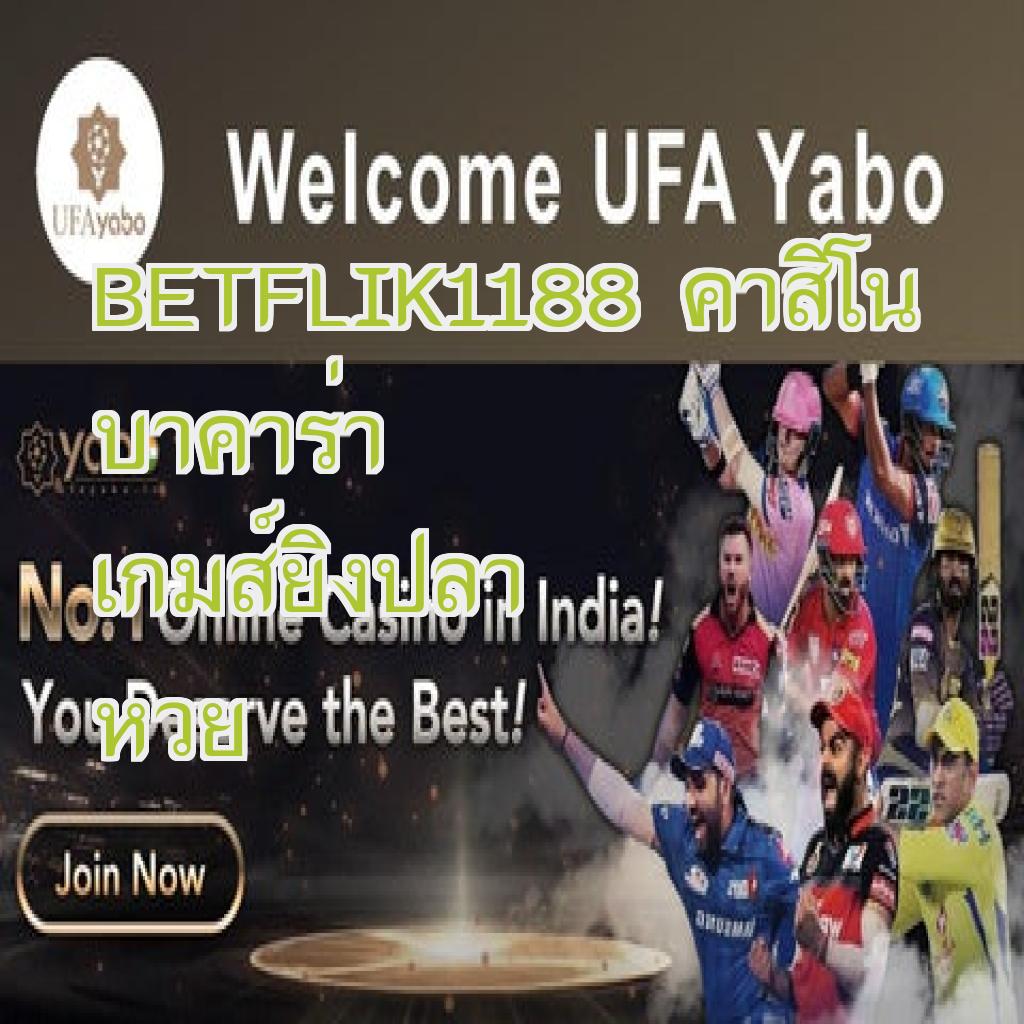 UFAyabo
Welcome UFA Yabo
BETFLIK1188 คาสิโน
บาคาร่า
เกมส์ยิงปลา
No.1 Online Casino in India!
หวย
You Deserve the Best!
Join Now
22